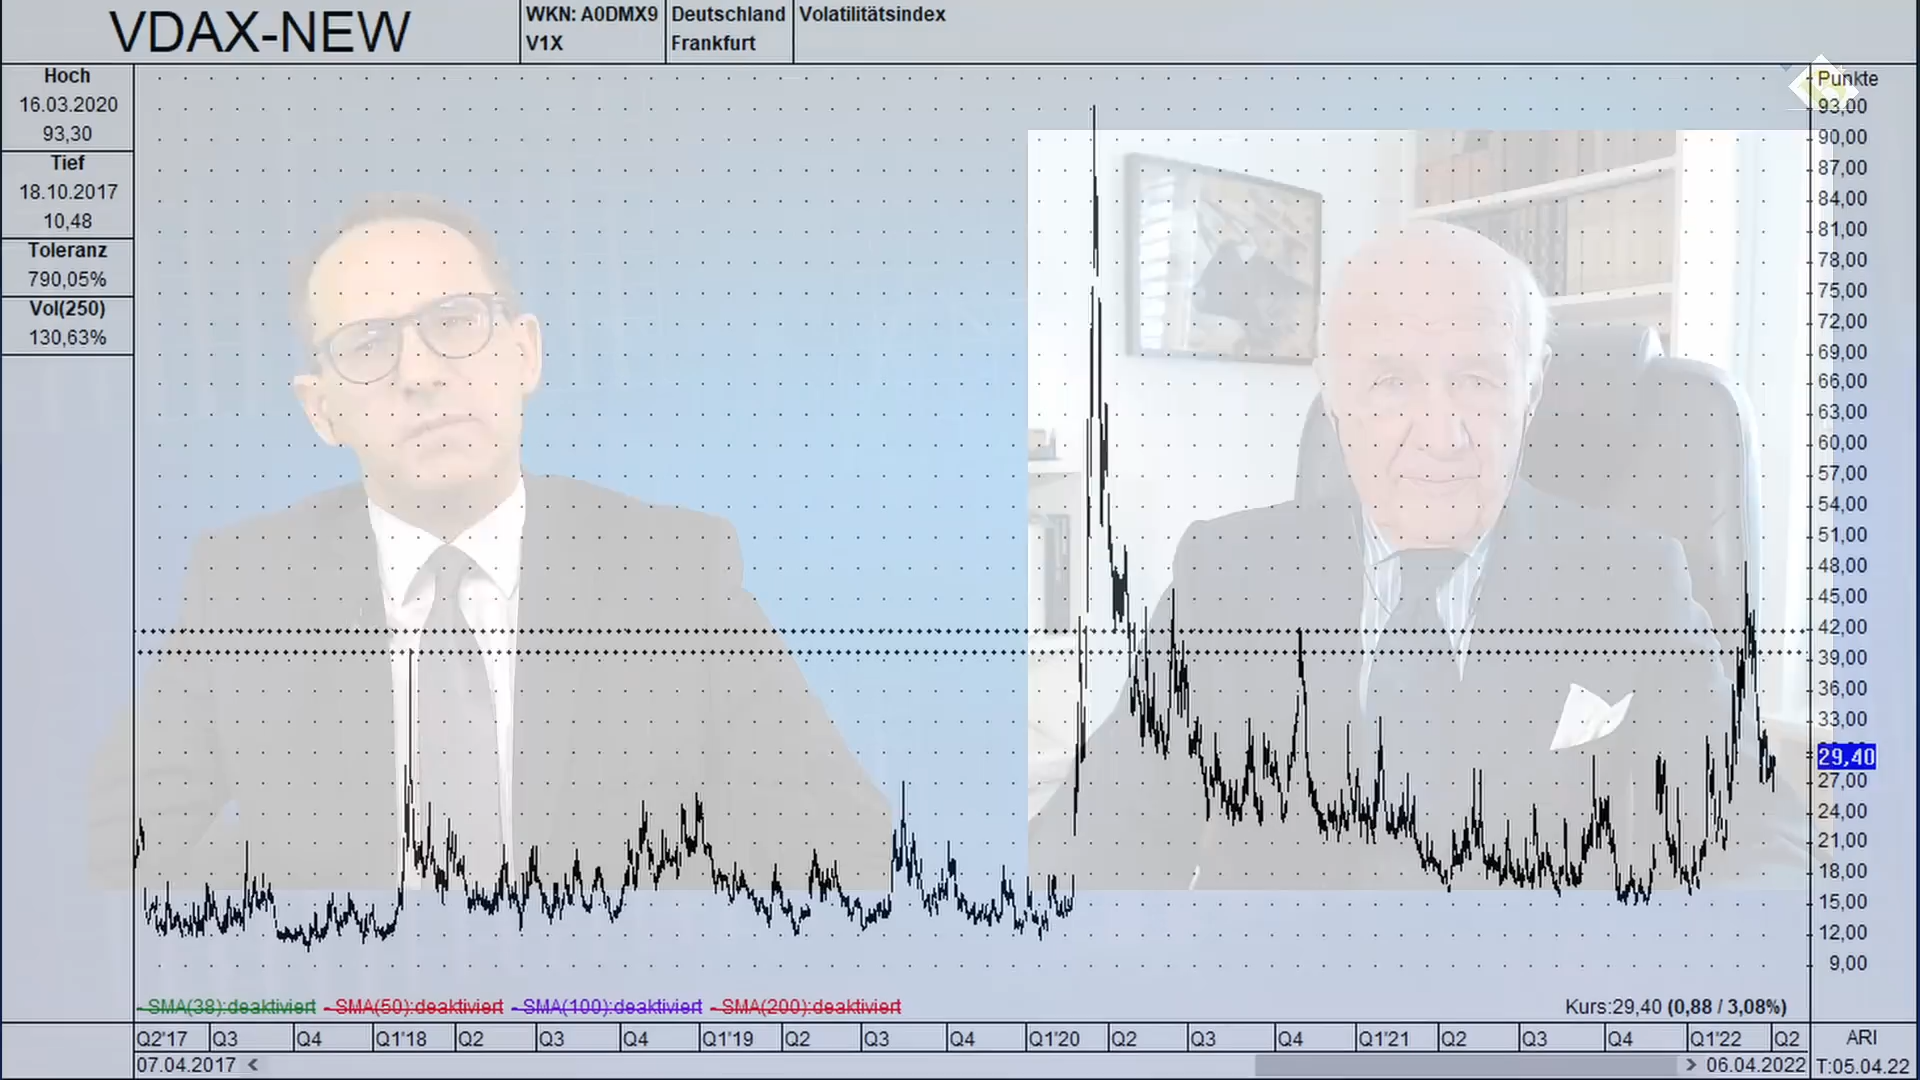 VDAX-NEW
WKN: A0DMX9
V1X
Deutschland
Frankfurt
Volatilitätsindex
Hoch
16.03.2020
93,30
Tief
18.10.2017
10,48
Toleranz
790,05%
Vol(250)
130,63%
Punkte
93,00
90,00
87,00
84,00
81,00
78,00
75,00
72,00
69,00
66,00
63,00
60,00
57,00
54,00
51,00
48,00
45,00
42,00
39,00
36,00
33,00
29,40
27,00
24,00
21,00
18,00
15,00
12,00
9,00
SMA(38):deaktiviert SMA(50):deaktiviert SMA(100):deaktiviert SMA(200):deaktiviert
Kurs:29,40 (0,88 / 3,08%)
Q2'17 Q3 Q4 Q1'18 Q2 Q3 Q4 Q1'19 Q2 Q3 Q4 Q1'20 Q2 Q3 Q4 Q1'21 Q2 Q3 Q4 Q1'22 Q2 ARI
07.04.2017 < > 06.04.2022 T:05.04.22